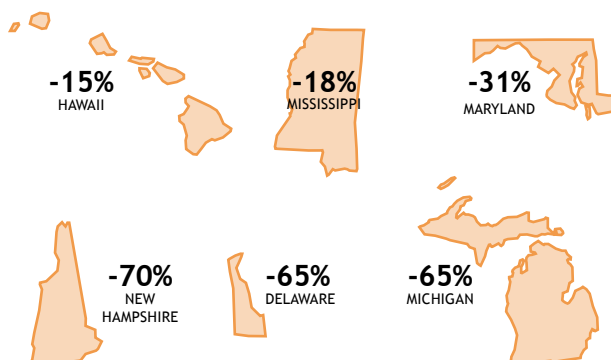 -15%
HAWAII
-18%
MISSISSIPPI
-31%
MARYLAND
-70%
NEW
HAMPSHIRE
-65%
DELAWARE
-65%
MICHIGAN